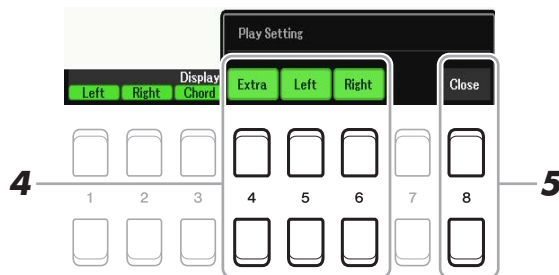 Play Setting
Display
Left Right Chord Extra Left Right Close
4 1 2 3 4 5 6 7 8 5